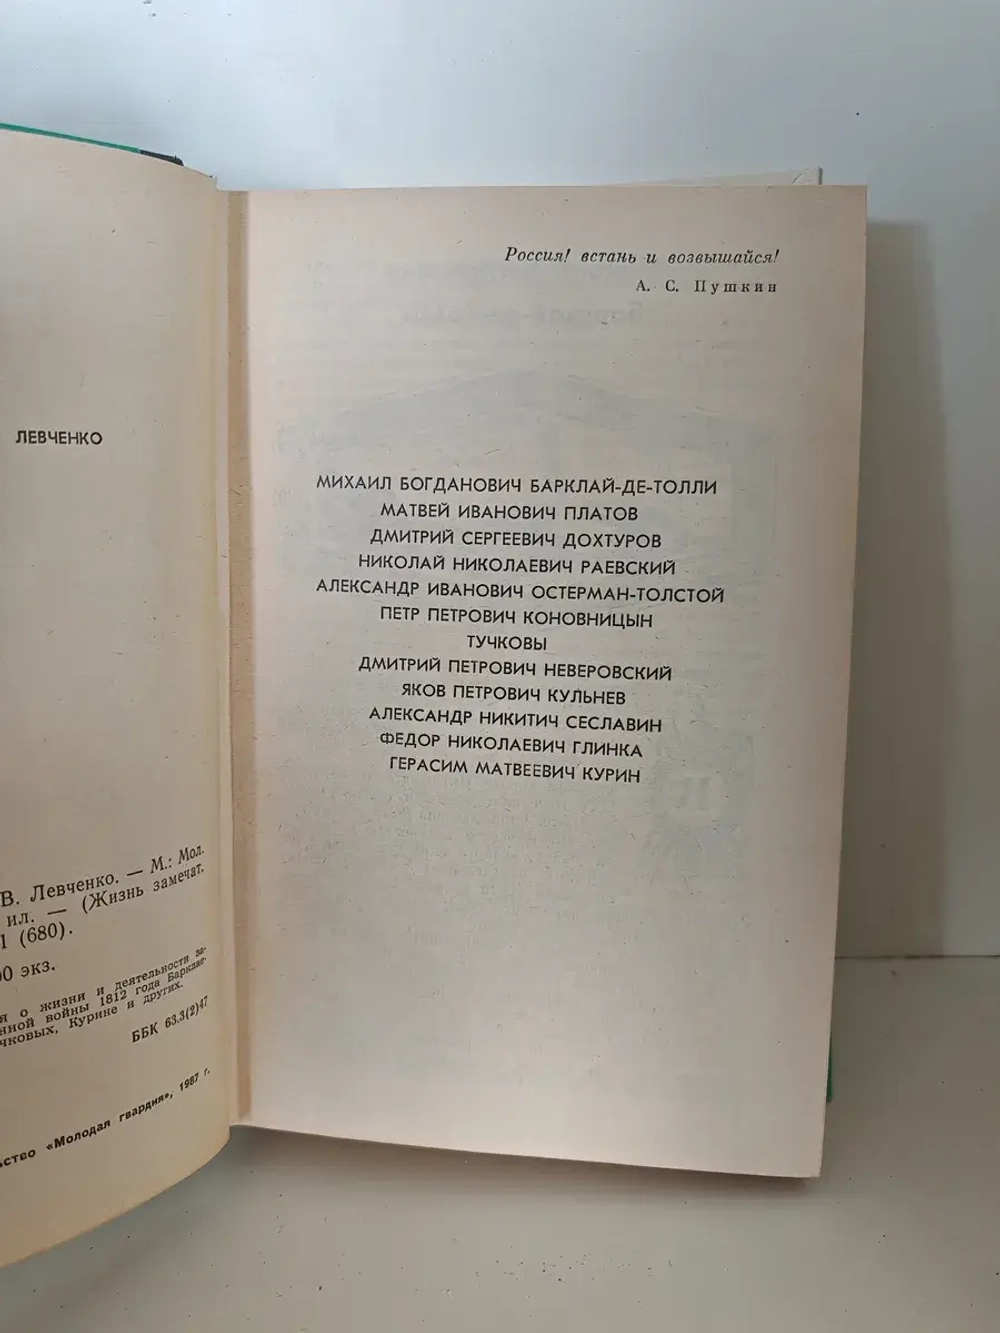 ЛЕВЧЕНКО
В. Левченко. — М.: Мол.
ил. — (Жизнь замечат.
(680).
экз.
о жизни и деятельности за-
войны 1812 года Баркла-
Курине и других.
ББК 63.3(2)47
«Молодая гвардия», 1987 г.
Россия! встань и возвышайся!
А. С. Пушкин
МИХАИЛ БОГДАНОВИЧ БАРКЛАЙ-ДЕ-ТОЛЛИ
МАТВЕЙ ИВАНОВИЧ ПЛАТОВ
ДМИТРИЙ СЕРГЕЕВИЧ ДОХТУРОВ
НИКОЛАЙ НИКОЛАЕВИЧ РАЕВСКИЙ
АЛЕКСАНДР ИВАНОВИЧ ОСТЕРМАН-ТОЛСТОЙ
ПЕТР ПЕТРОВИЧ КОНОВНИЦЫН
ТУЧКОВЫ
ДМИТРИЙ ПЕТРОВИЧ НЕВЕРОВСКИЙ
ЯКОВ ПЕТРОВИЧ КУЛЬНЕВ
АЛЕКСАНДР НИКИТИЧ СЕСЛАВИН
ФЕДОР НИКОЛАЕВИЧ ГЛИНКА
ГЕРАСИМ МАТВЕЕВИЧ КУРИН